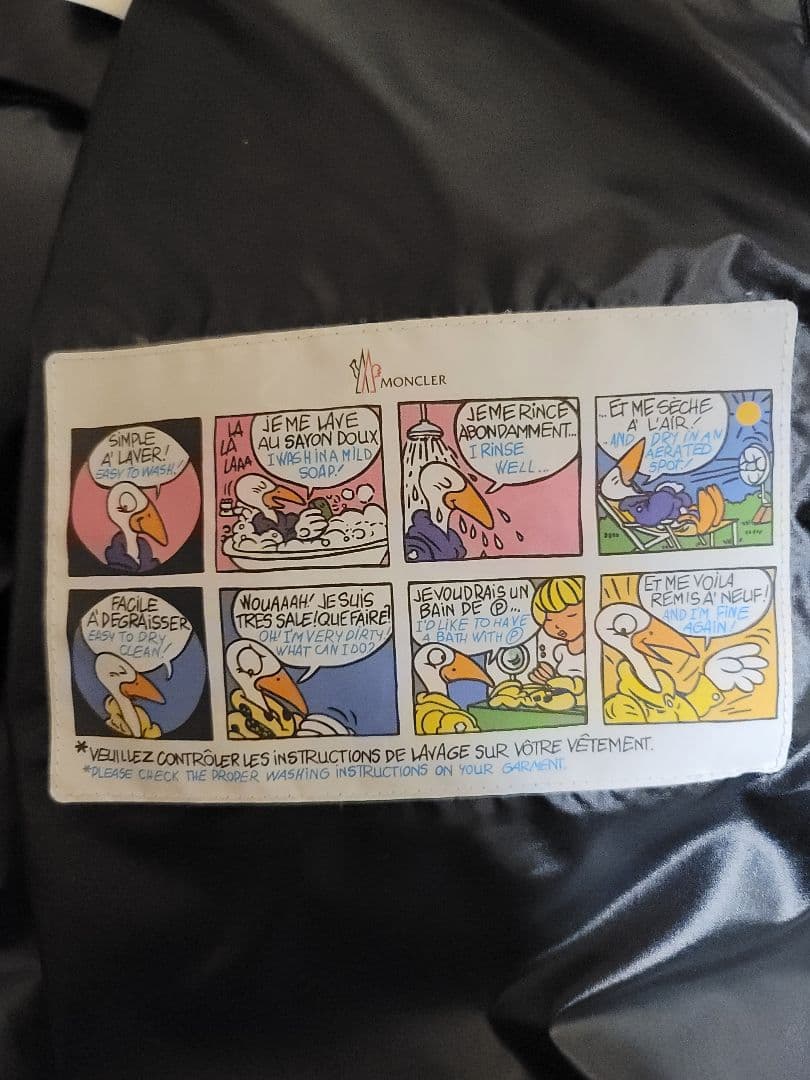 MONCLER
SIMPLE
A' LAVER!
EASY TO WASH!
LA
LA
LAAA
JE ME LAVE
AU SAVON DOUX
I WASH IN A MILD
SOAP!
JE ME RINCE
ABONDAMMENT...
I RINSE
WELL...
...ET ME SÈCHE
A' L'AIR!
...AND I DRY IN AN
AERATED
SPOT!
FACILE
A' DÉGRAISSER
EASY TO DRY
CLEAN!
WOUAAAH! JE SUIS
TRES SALE! QUE FAIRE?
OH! I'M VERY DIRTY!
WHAT CAN I DO?
JE VOUDRAIS UN
BAIN DE Ⓟ...
I'D LIKE TO HAVE
A BATH WITH Ⓟ
ET ME VOILA
REMIS A' NEUF!
AND I'M FINE
AGAIN!
*VEUILLEZ CONTRÔLER LES INSTRUCTIONS DE LAVAGE SUR VÔTRE VÊTEMENT.
*PLEASE CHECK THE PROPER WASHING INSTRUCTIONS ON YOUR GARMENT.